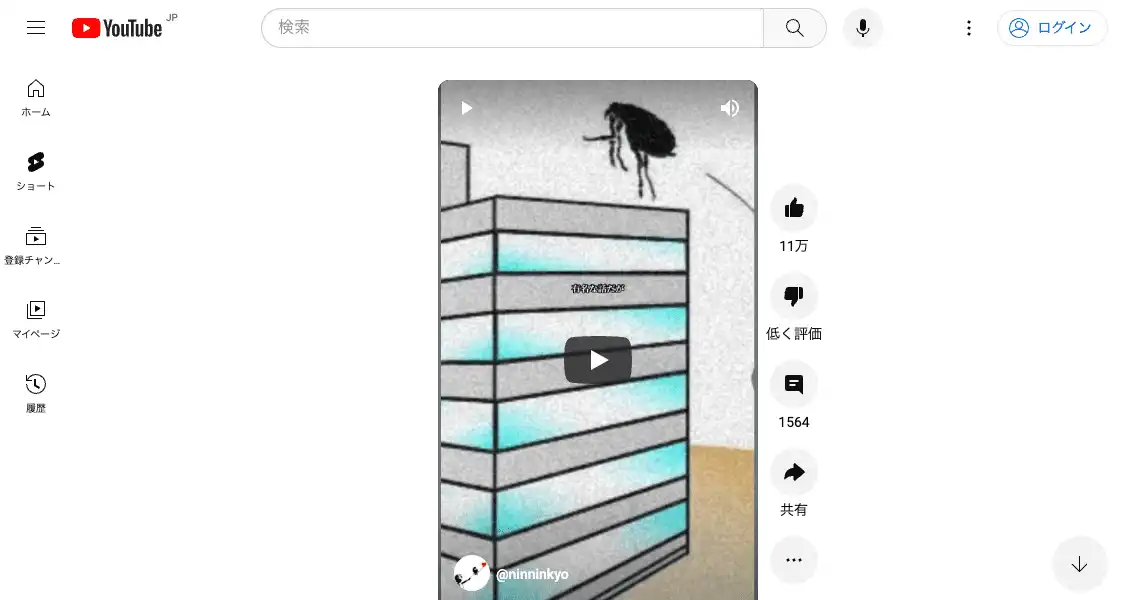 YouTube JP
検索
ログイン
ホーム
ショート
登録チャン...
マイページ
履歴
有名な話だが
11万
低く評価
1564
共有
@ninninkyo